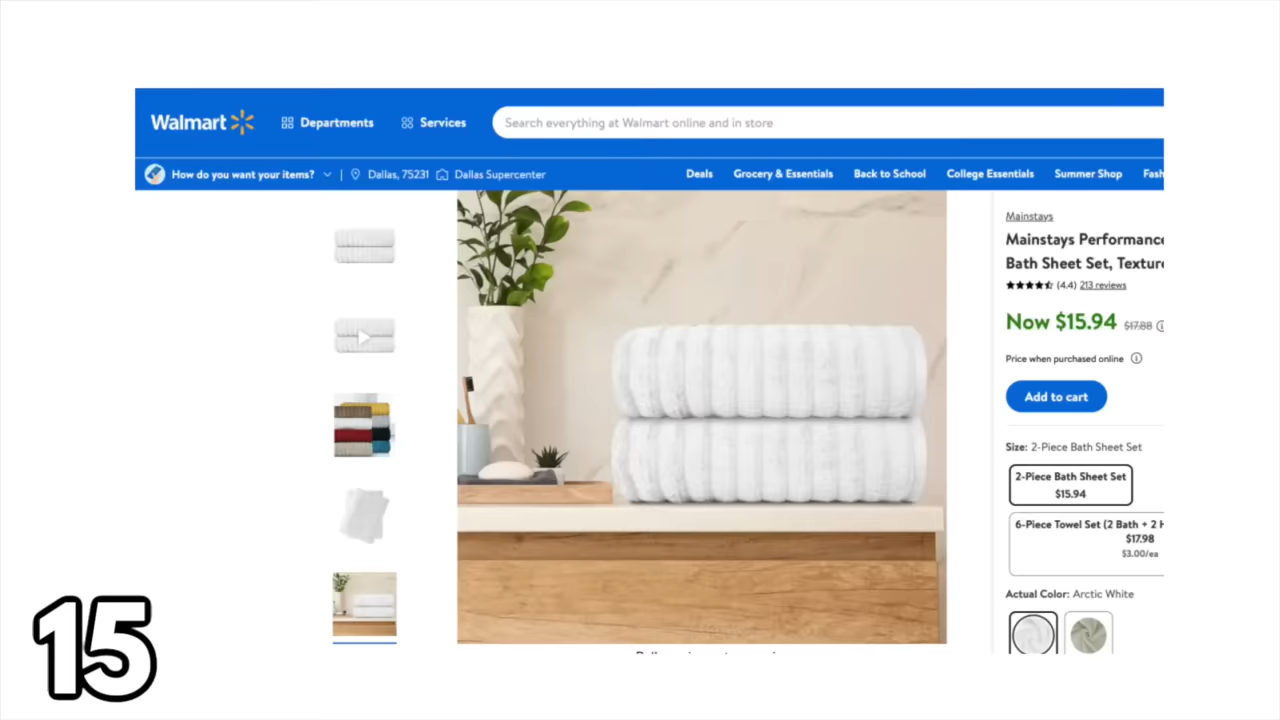 Walmart
Departments
Services
Search everything at Walmart online and in store
How do you want your items?
|
Dallas, 75231
Dallas Supercenter
Deals
Grocery & Essentials
Back to School
College Essentials
Summer Shop
Fash
Mainstays
Mainstays Performance
Bath Sheet Set, Texture
(4.4) 213 reviews
Now $15.94 $17.88
Price when purchased online
Add to cart
Size: 2-Piece Bath Sheet Set
2-Piece Bath Sheet Set
$15.94
6-Piece Towel Set (2 Bath + 2 H
$17.98
$3.00/ea
Actual Color: Arctic White
15